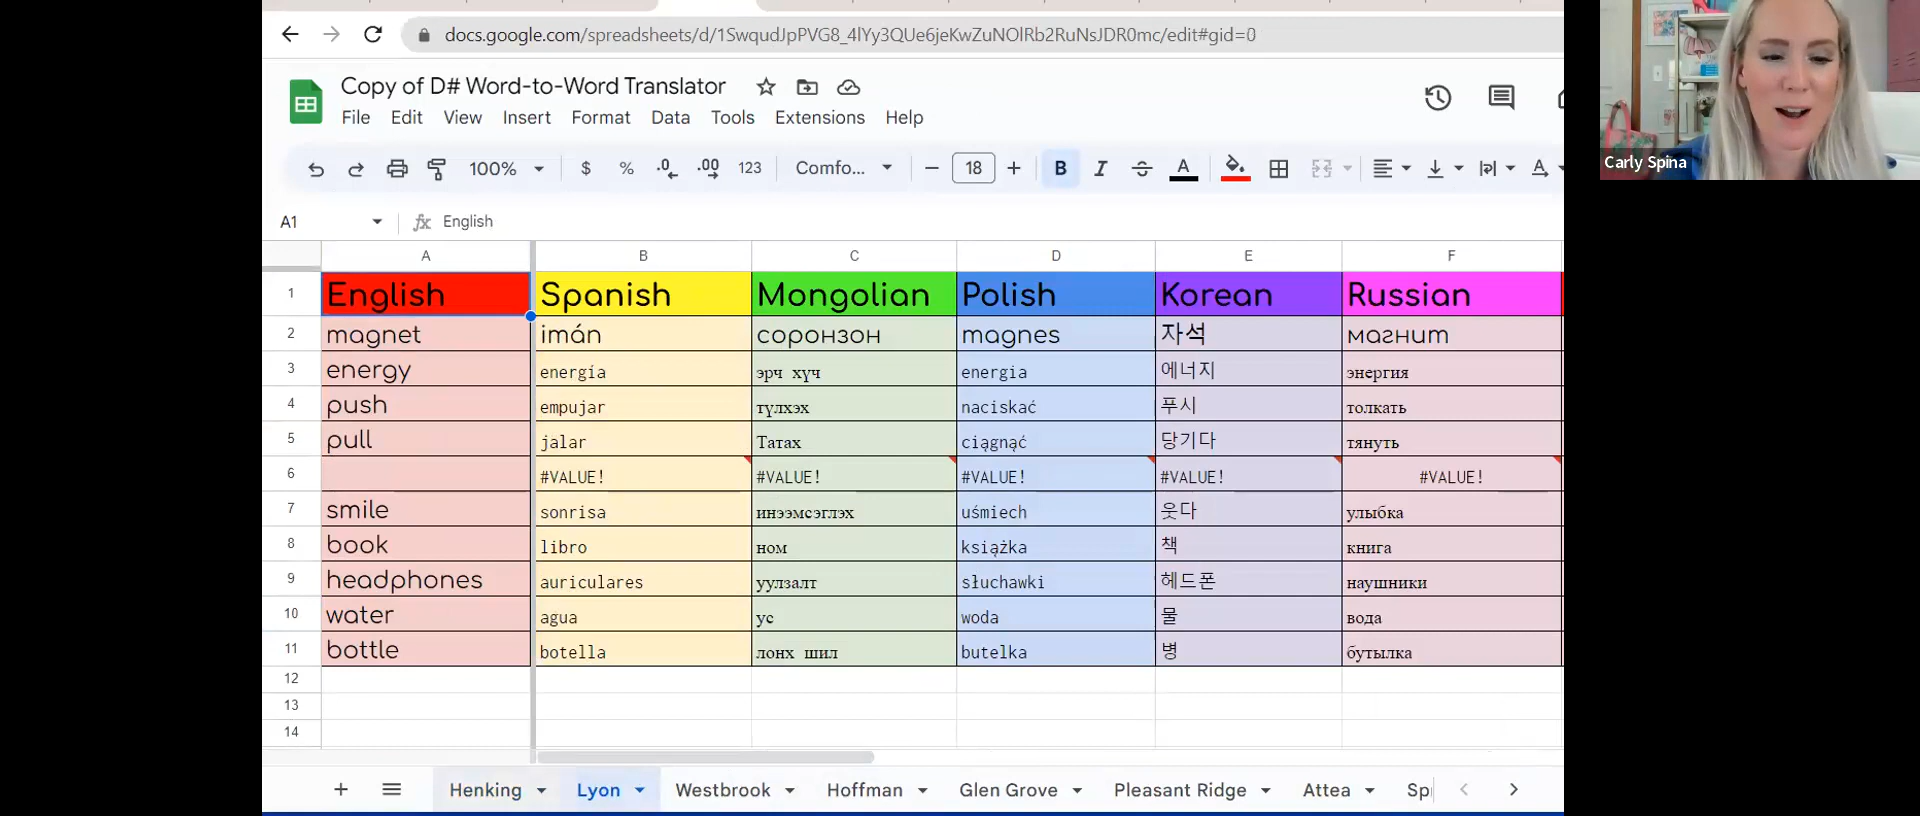 docs.google.com/spreadsheets/d/1SwqudJpPVG8_4lYy3QUe6jeKwZuNOlRb2RuNsJDR0mc/edit#gid=0
Copy of D# Word-to-Word Translator
File Edit View Insert Format Data Tools Extensions Help
100% $ % .0 .00 123 Comfo... 18 B I A A
Carly Spina
A1 fx English
A B C D E F
1 English Spanish Mongolian Polish Korean Russian
2 magnet imán соронзон magnes 자석 магнит
3 energy energía эрч хүч energia 에너지 энергия
4 push empujar түлхэх naciskać 푸시 толкать
5 pull jalar Татах ciągnąć 당기다 тянуть
6 #VALUE! #VALUE! #VALUE! #VALUE! #VALUE!
7 smile sonrisa инээмсэглэх uśmiech 웃다 улыбка
8 book libro ном książka 책 книга
9 headphones auriculares уулзалт słuchawki 헤드폰 наушники
10 water agua ус woda 물 вода
11 bottle botella лонх шил butelka 병 бутылка
12
13
14
Henking Lyon Westbrook Hoffman Glen Grove Pleasant Ridge Attea Sp